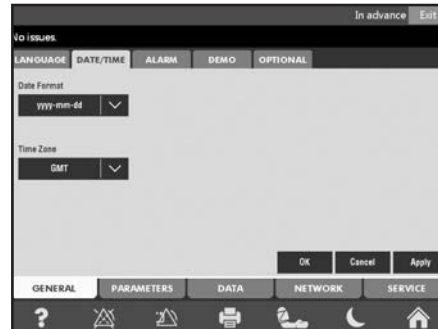 In advance Exit
No issues.
LANGUAGE DATE/TIME ALARM DEMO OPTIONAL
Date Format
yyyy-mm-dd
Time Zone
GMT
OK Cancel Apply
GENERAL PARAMETERS DATA NETWORK SERVICE
?